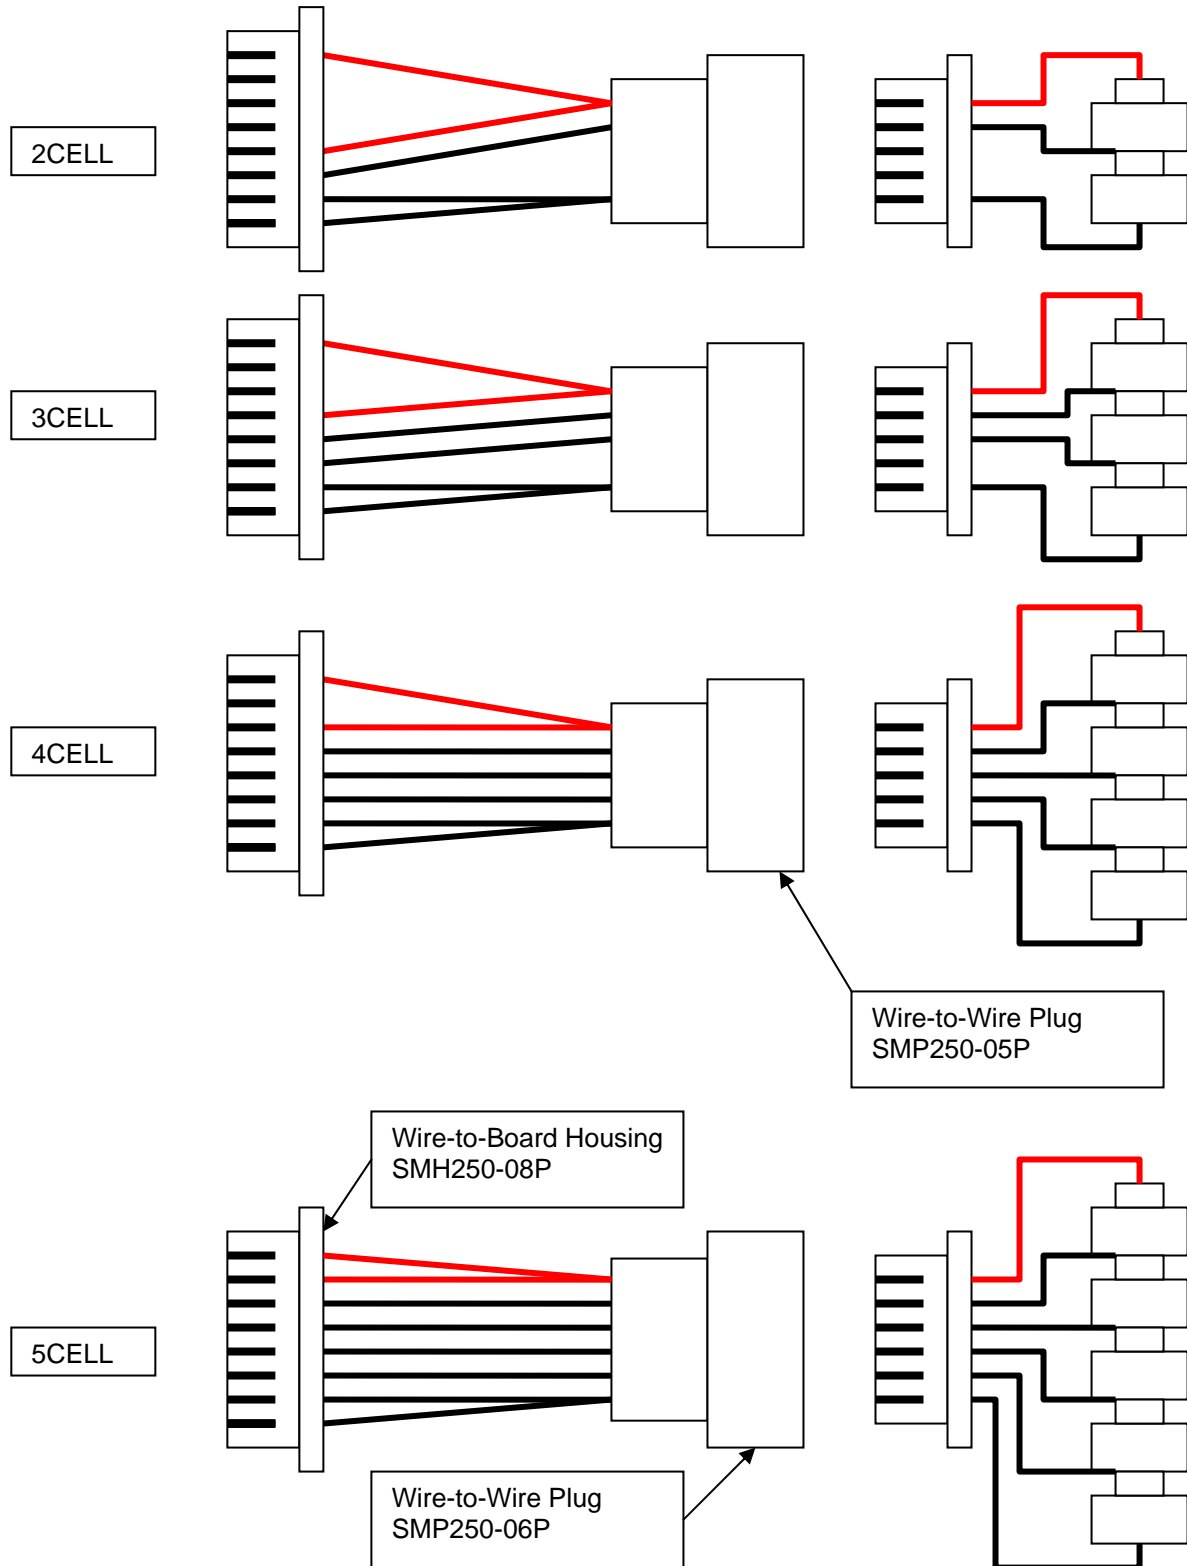 2CELL
3CELL
4CELL
Wire-to-Wire Plug
SMP250-05P
Wire-to-Board Housing
SMH250-08P
5CELL
Wire-to-Wire Plug
SMP250-06P